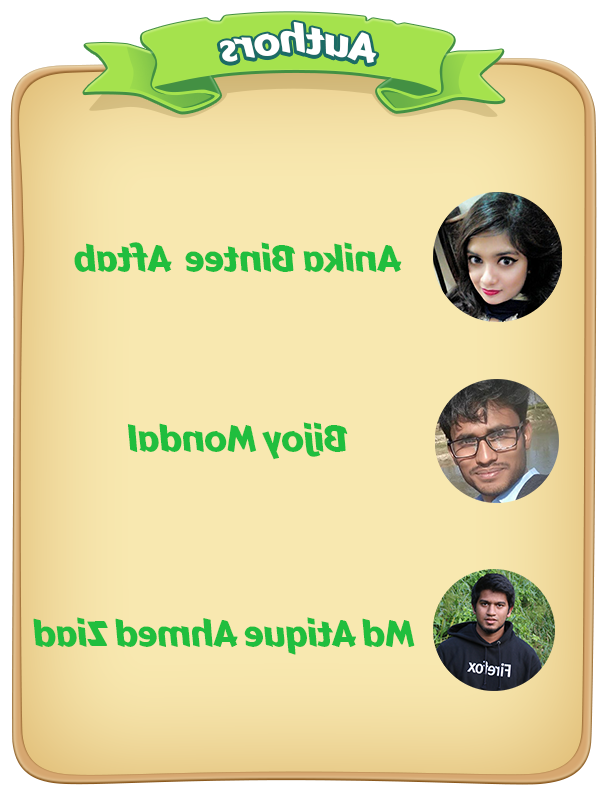 Authors
Anika Bintee Aftab
Bijoy Mondal
Md Atique Ahmed Ziad
Firefox